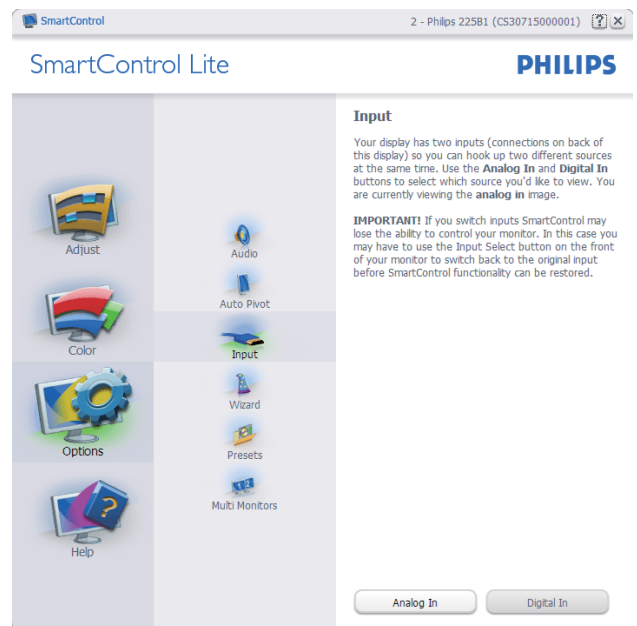 SmartControl
2 - Philips 225B1 (CS30715000001)
?
SmartControl Lite
PHILIPS
Adjust
Color
Options
Help
Audio
Auto Pivot
Input
Wizard
Presets
Multi Monitors
Input
Your display has two inputs (connections on back of
this display) so you can hook up two different sources
at the same time. Use the Analog In and Digital In
buttons to select which source you'd like to view. You
are currently viewing the analog in image.
IMPORTANT! If you switch inputs SmartControl may
lose the ability to control your monitor. In this case you
may have to use the Input Select button on the front
of your monitor to switch back to the original input
before SmartControl functionality can be restored.
Analog In
Digital In